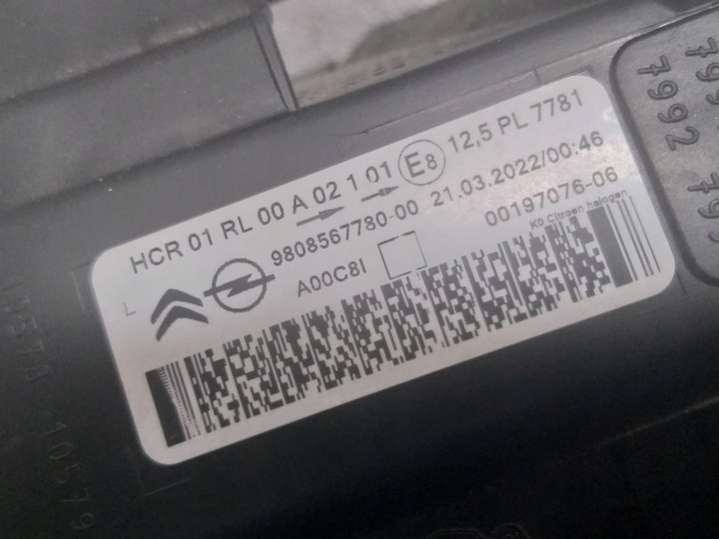 HCR 01 RL 00 A 02 1 01 E8 12,5 PL 7781
9808567780-00 21.03.2022/00:46
L A00C8I 00197076-06
K0 Citroen halogen
7992